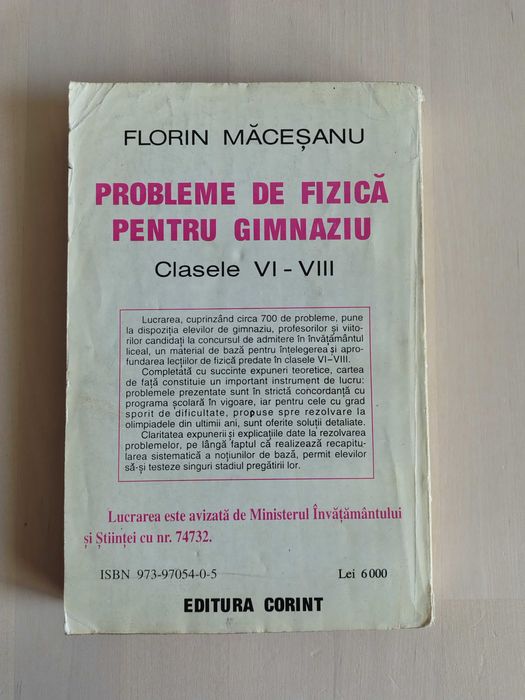 FLORIN MĂCEȘANU
PROBLEME DE FIZICĂ
PENTRU GIMNAZIU
Clasele VI - VIII
Lucrarea, cuprinzând circa 700 de probleme, pune
la dispoziția elevilor de gimnaziu, profesorilor și viito-
rilor candidați la concursul de admitere în învățământul
liceal, un material de bază pentru înțelegerea și apro-
fundarea lecțiilor de fizică predate în clasele VI–VIII.
Completată cu succinte expuneri teoretice, cartea
de față constituie un important instrument de lucru:
problemele prezentate sunt în strictă concordanță cu
programa școlară în vigoare, iar pentru cele cu grad
sporit de dificultate, propuse spre rezolvare la
olimpiadele din ultimii ani, sunt oferite soluții detaliate.
Claritatea expunerii și explicațiile date la rezolvarea
problemelor, pe lângă faptul că realizează recapitu-
larea sistematică a noțiunilor de bază, permit elevilor
să-și testeze singuri stadiul pregătirii lor.
Lucrarea este avizată de Ministerul Învățământului
și Științei cu nr. 74732.
ISBN 973-97054-0-5 Lei 6000
EDITURA CORINT